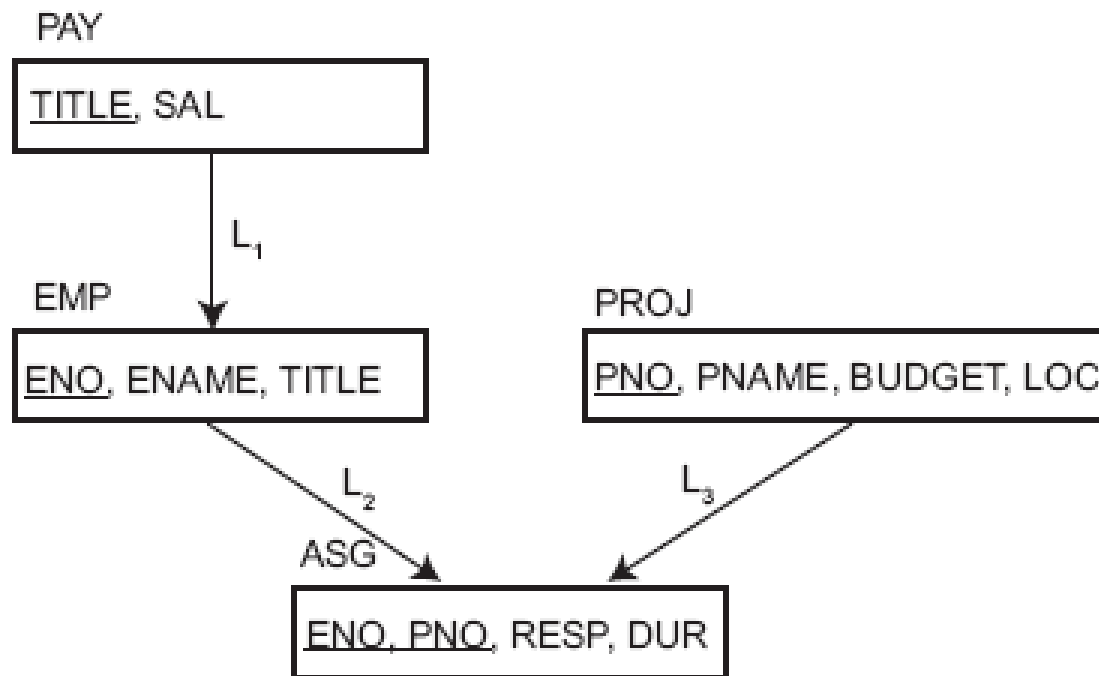 PAY
TITLE, SAL
L₁
EMP
ENO, ENAME, TITLE
PROJ
PNO, PNAME, BUDGET, LOC
L₂
L₃
ASG
ENO, PNO, RESP, DUR